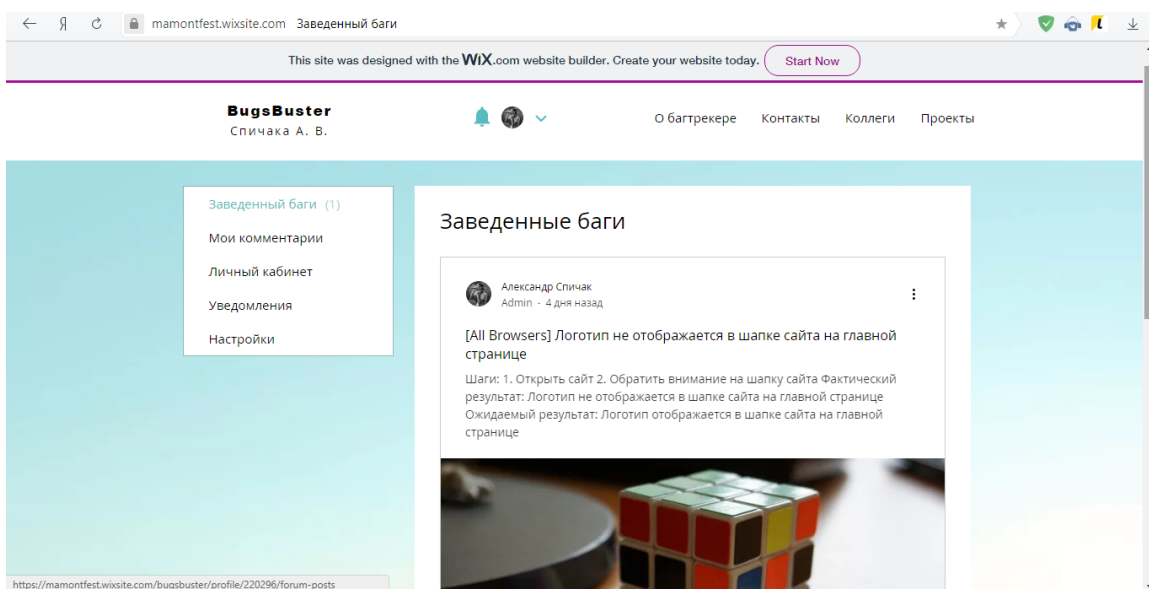 mamontfest.wixsite.com Заведенный баги
This site was designed with the WiX.com website builder. Create your website today. Start Now
BugsBuster
Спичака А. В.
О багтрекере Контакты Коллеги Проекты
Заведенный баги (1)
Мои комментарии
Личный кабинет
Уведомления
Настройки
Заведенные баги
Александр Спичак
Admin · 4 дня назад
[All Browsers] Логотип не отображается в шапке сайта на главной
странице
Шаги: 1. Открыть сайт 2. Обратить внимание на шапку сайта Фактический
результат: Логотип не отображается в шапке сайта на главной странице
Ожидаемый результат: Логотип отображается в шапке сайта на главной
странице
https://mamontfest.wixsite.com/bugsbuster/profile/220296/forum-posts